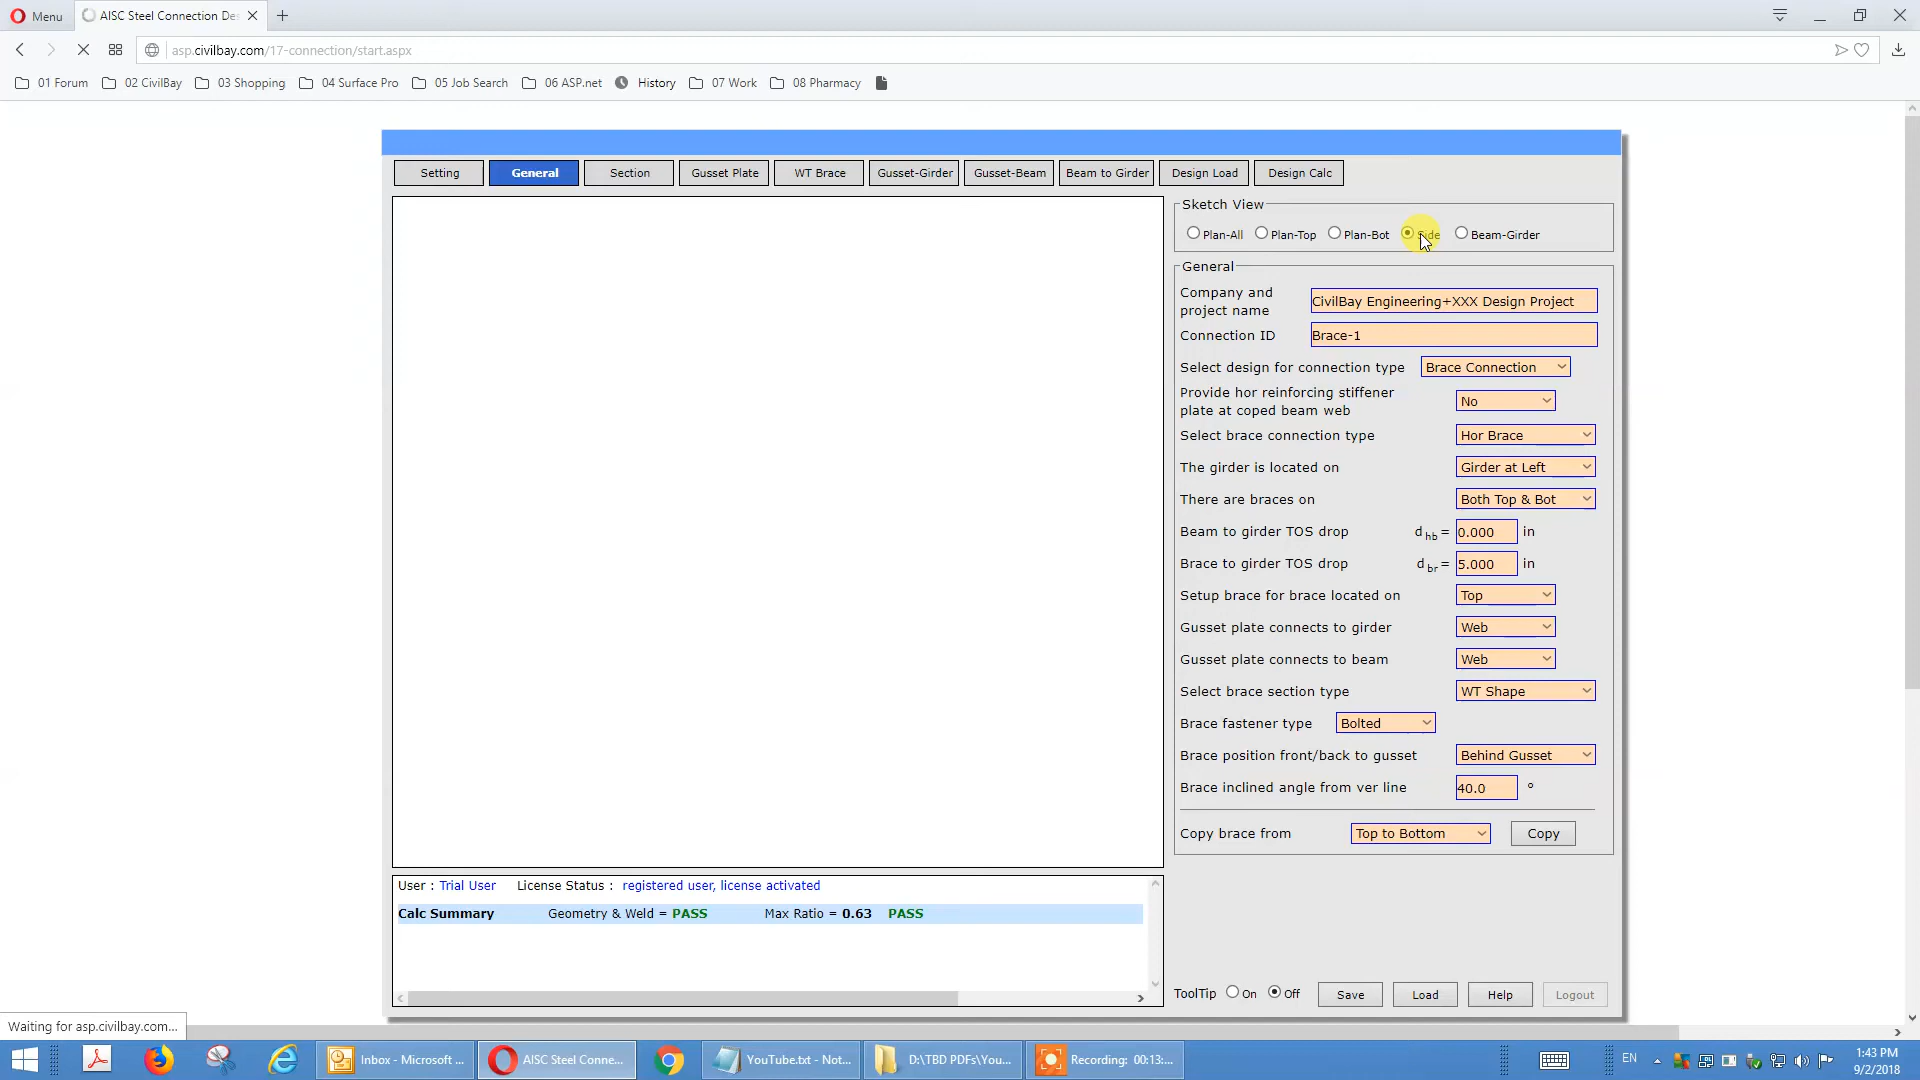 Menu
AISC Steel Connection De
asp.civilbay.com/17-connection/start.aspx
01 Forum 02 CivilBay 03 Shopping 04 Surface Pro 05 Job Search 06 ASP.net History 07 Work 08 Pharmacy
Setting General Section Gusset Plate WT Brace Gusset-Girder Gusset-Beam Beam to Girder Design Load Design Calc
Sketch View
Plan-All Plan-Top Plan-Bot Side Beam-Girder
General
Company and
project name CivilBay Engineering+XXX Design Project
Connection ID Brace-1
Select design for connection type Brace Connection
Provide hor reinforcing stiffener
plate at coped beam web No
Select brace connection type Hor Brace
The girder is located on Girder at Left
There are braces on Both Top & Bot
Beam to girder TOS drop d hb = 0.000 in
Brace to girder TOS drop d br = 5.000 in
Setup brace for brace located on Top
Gusset plate connects to girder Web
Gusset plate connects to beam Web
Select brace section type WT Shape
Brace fastener type Bolted
Brace position front/back to gusset Behind Gusset
Brace inclined angle from ver line 40.0 °
Copy brace from Top to Bottom Copy
User : Trial User License Status : registered user, license activated
Calc Summary Geometry & Weld = PASS Max Ratio = 0.63 PASS
ToolTip On Off Save Load Help Logout
Waiting for asp.civilbay.com...
Inbox - Microsoft ... AISC Steel Conne... YouTube.txt - Not... D:\TBD PDFs\You... Recording: 00:13:...
EN
1:43 PM
9/2/2018